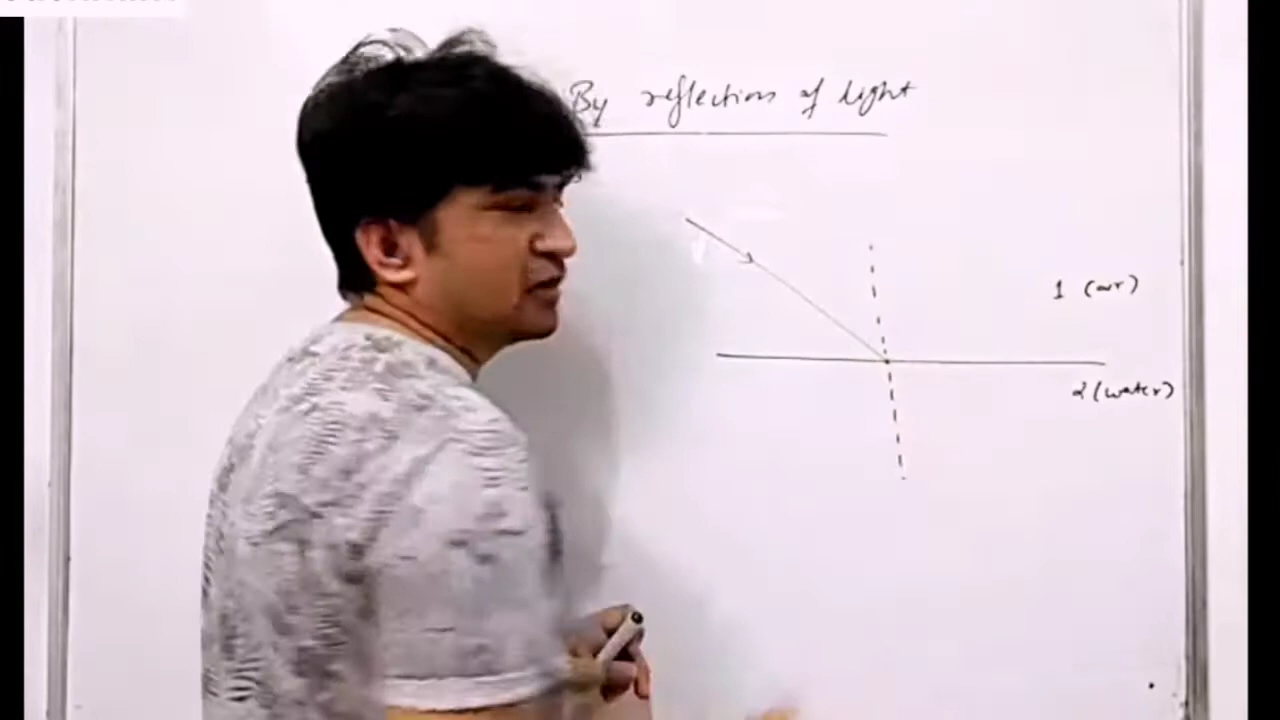 By reflection of light
1 (air)
2 (water)